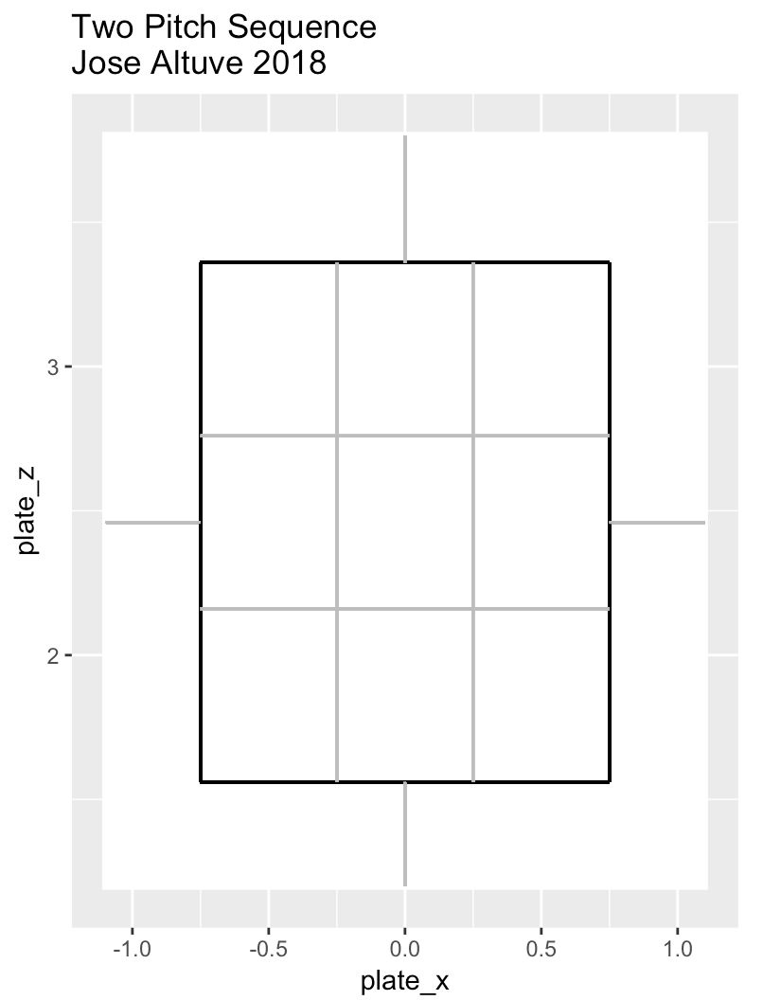 Two Pitch Sequence
Jose Altuve 2018
plate_z
3
2
-1.0 -0.5 0.0 0.5 1.0
plate_x